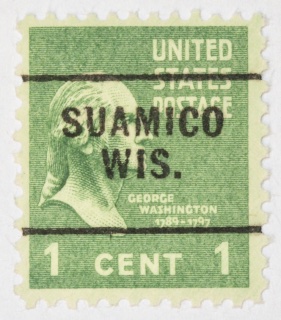 UNITED
STATES
POSTAGE
SUAMICO
WIS.
GEORGE
WASHINGTON
1789-1797
1 CENT 1